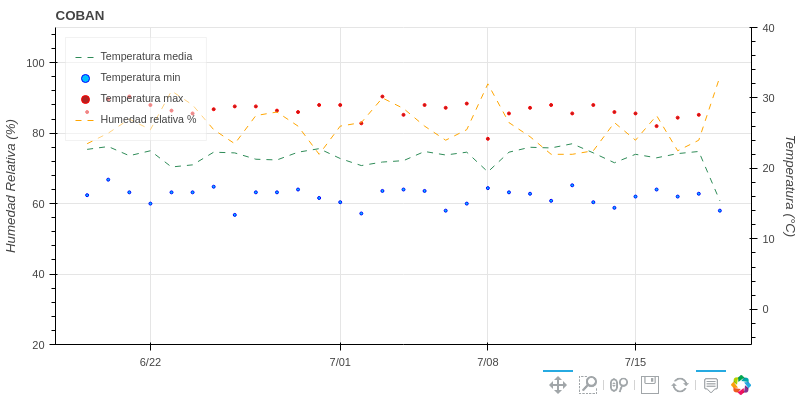 COBAN
Temperatura media
Temperatura min
Temperatura max
Humedad relativa %
Humedad Relativa (%)
100
80
60
40
20
Temperatura (°C)
40
30
20
10
0
6/22
7/01
7/08
7/15